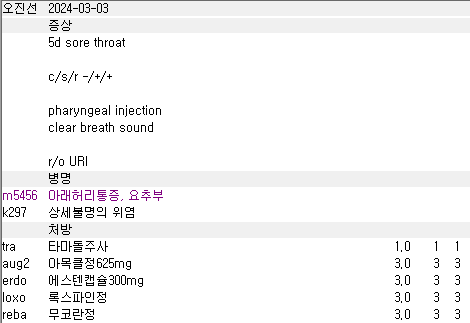 오진선 2024-03-03
증상
5d sore throat
c/s/r -/+/+
pharyngeal injection
clear breath sound
r/o URI
병명
m5456 아래허리통증, 요추부
k297 상세불명의 위염
처방
tra 타마돌주사 1.0 1 1
aug2 아목클정625mg 3.0 3 3
erdo 에스텐캡슐300mg 3.0 3 3
loxo 록스파인정 3.0 3 3
reba 무코란정 3.0 3 3